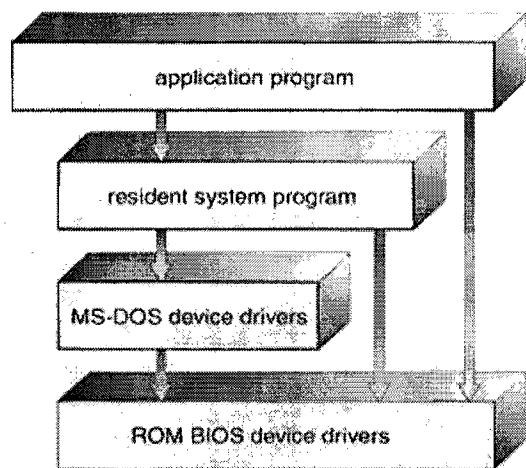 application program
resident system program
MS-DOS device drivers
ROM BIOS device drivers